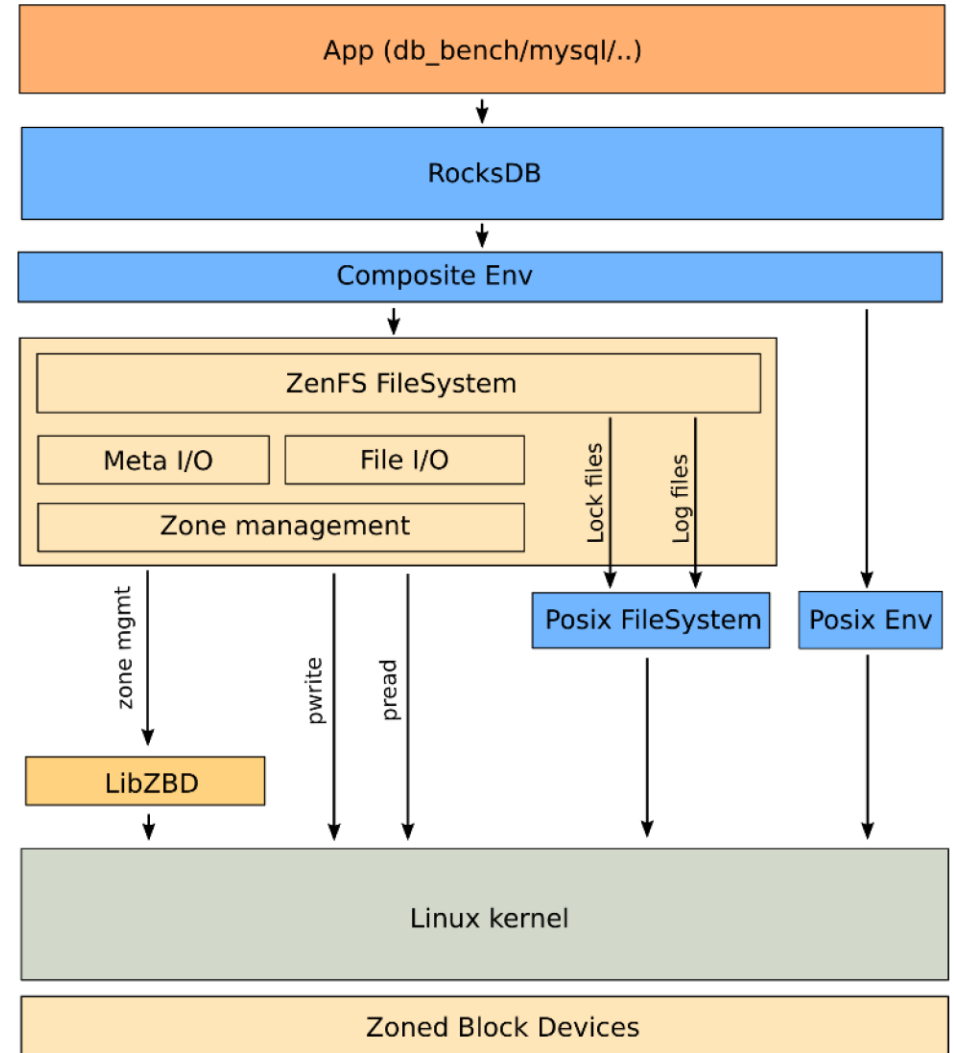 App (db_bench/mysql/..)
RocksDB
Composite Env
ZenFS FileSystem
Meta I/O
File I/O
Zone management
Lock files
Log files
Posix FileSystem
Posix Env
zone mgmt
pwrite
pread
LibZBD
Linux kernel
Zoned Block Devices